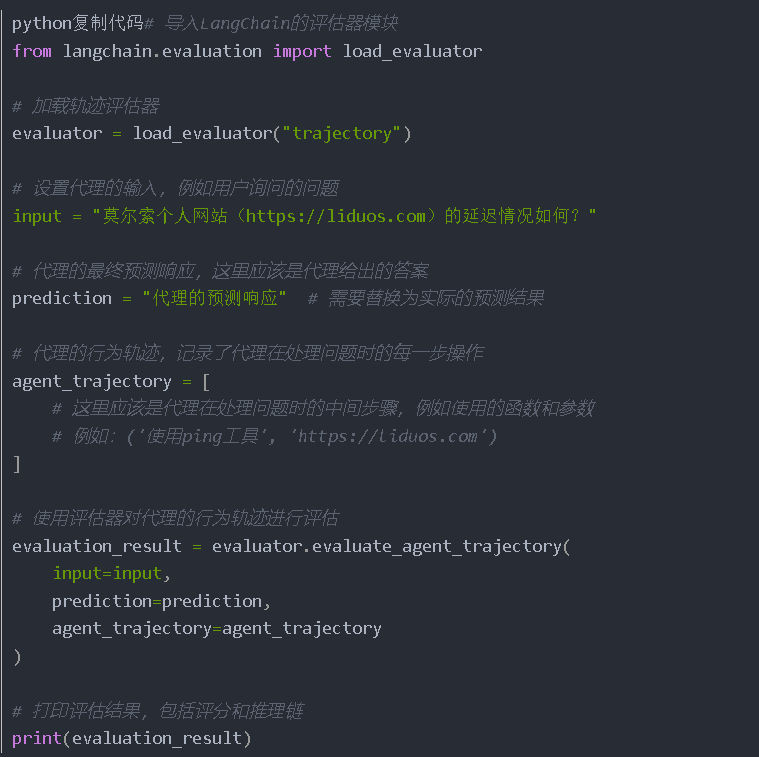 python复制代码# 导入LangChain的评估器模块
from langchain.evaluation import load_evaluator
# 加载轨迹评估器
evaluator = load_evaluator("trajectory")
# 设置代理的输入，例如用户询问的问题
input = "莫尔索个人网站（https://liduos.com）的延迟情况如何？"
# 代理的最终预测响应，这里应该是代理给出的答案
prediction = "代理的预测响应"  # 需要替换为实际的预测结果
# 代理的行为轨迹，记录了代理在处理问题时的每一步操作
agent_trajectory = [
    # 这里应该是代理在处理问题时的中间步骤，例如使用的函数和参数
    # 例如：('使用ping工具', 'https://liduos.com')
]
# 使用评估器对代理的行为轨迹进行评估
evaluation_result = evaluator.evaluate_agent_trajectory(
    input=input,
    prediction=prediction,
    agent_trajectory=agent_trajectory
)
# 打印评估结果，包括评分和推理链
print(evaluation_result)